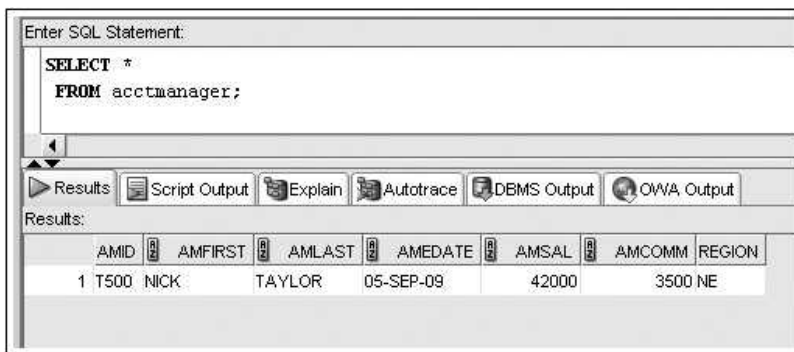 Enter SQL Statement:
SELECT *
FROM acctmanager;
Results Script Output Explain Autotrace DBMS Output OWA Output
Results:
AMID AMFIRST AMLAST AMEDATE AMSAL AMCOMM REGION
1 T500 NICK TAYLOR 05-SEP-09 42000 3500 NE